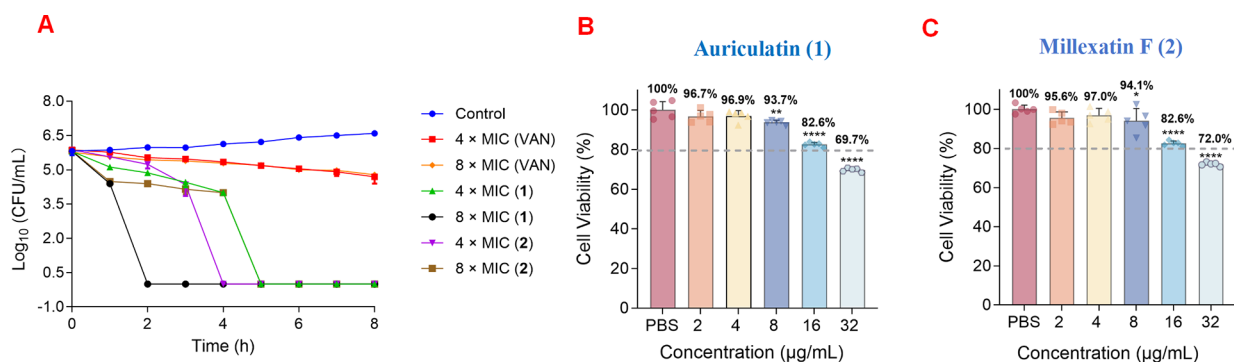 A
Log10 (CFU/mL)
8.0
6.5
5.0
3.5
2.0
0.5
-1.0
0
2
4
6
8
Time (h)
Control
4 × MIC (VAN)
8 × MIC (VAN)
4 × MIC (1)
8 × MIC (1)
4 × MIC (2)
8 × MIC (2)
B
Auriculatin (1)
Cell Viability (%)
120
100
80
60
40
20
0
100%
96.7%
96.9%
93.7%
**
82.6%
****
69.7%
****
PBS
2
4
8
16
32
Concentration (μg/mL)
C
Millexatin F (2)
Cell Viability (%)
120
100
80
60
40
20
0
100%
95.6%
97.0%
94.1%
*
82.6%
****
72.0%
****
PBS
2
4
8
16
32
Concentration (μg/mL)